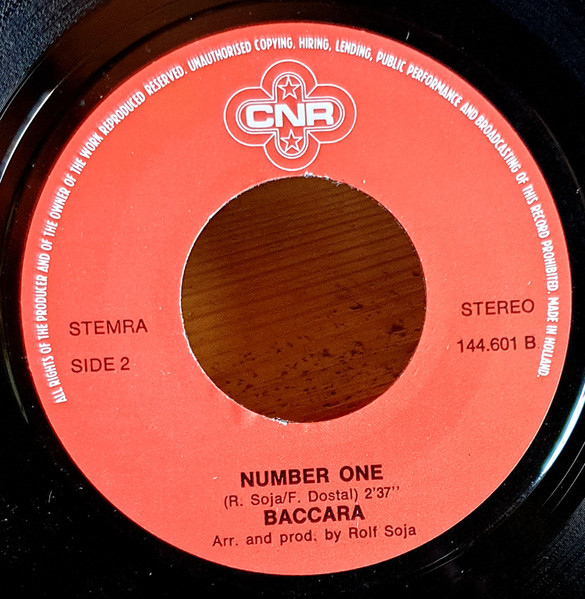 ALL RIGHTS OF THE PRODUCER AND OF THE OWNER OF THE WORK REPRODUCED RESERVED. UNAUTHORISED COPYING, HIRING, LENDING, PUBLIC PERFORMANCE AND BROADCASTING OF THIS RECORD PROHIBITED. MADE IN HOLLAND.
CNR
STEMRA
SIDE 2
STEREO
144.601 B
NUMBER ONE
(R. Soja/F. Dostal) 2'37''
BACCARA
Arr. and prod. by Rolf Soja